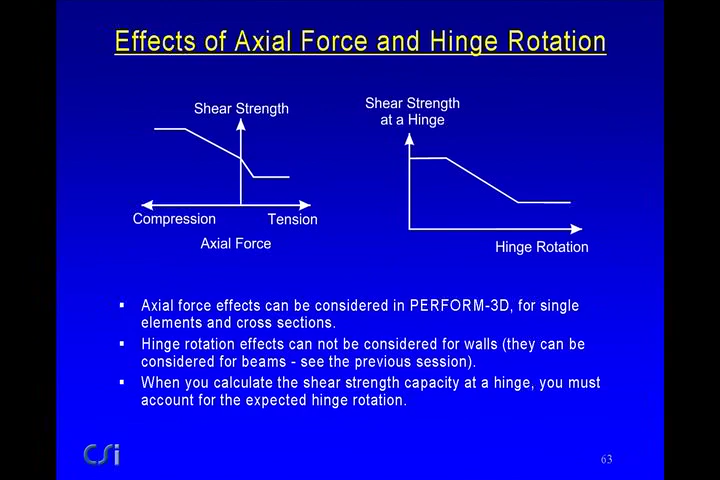 Effects of Axial Force and Hinge Rotation
Shear Strength
Shear Strength
at a Hinge
Compression
Tension
Axial Force
Hinge Rotation
▪ Axial force effects can be considered in PERFORM-3D, for single
elements and cross sections.
▪ Hinge rotation effects can not be considered for walls (they can be
considered for beams - see the previous session).
▪ When you calculate the shear strength capacity at a hinge, you must
account for the expected hinge rotation.
CSi
63